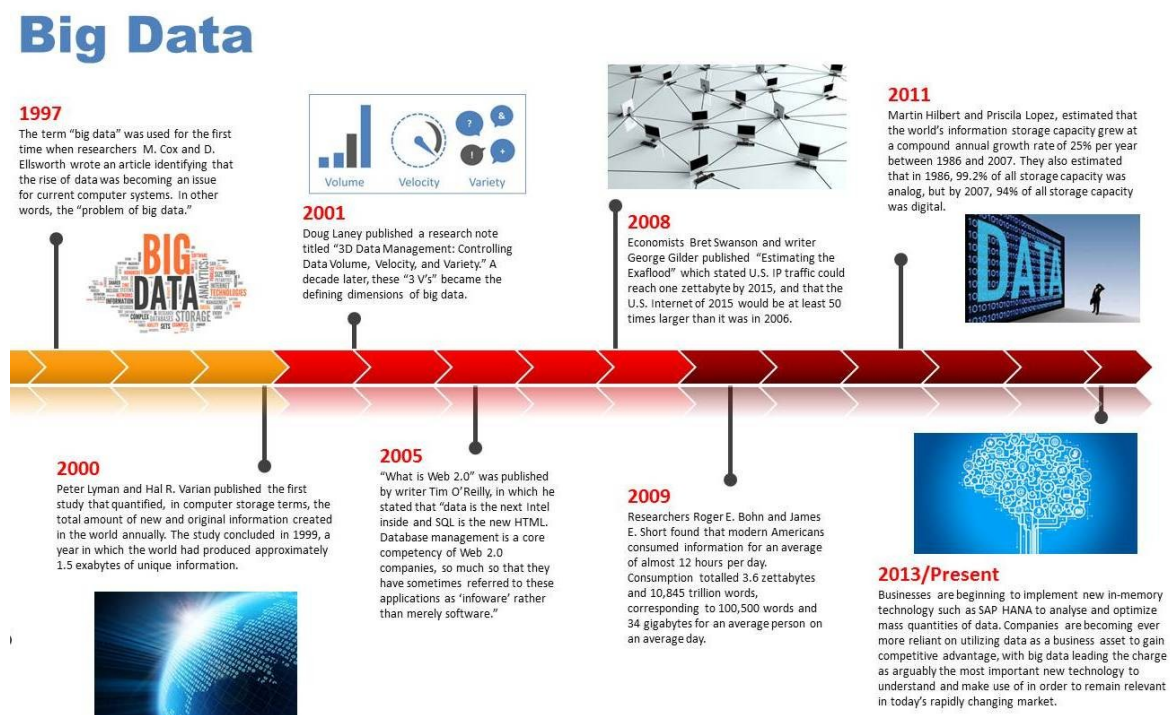 Big Data
1997
The term “big data” was used for the first
time when researchers M. Cox and D.
Ellsworth wrote an article identifying that
the rise of data was becoming an issue
for current computer systems. In other
words, the “problem of big data.”
BIG
DATA
ANALYTICS
STORAGE
INFORMATION
TECHNOLOGIES
COMPLEX
SETS
Volume
Velocity
Variety
?
&
!
+
2001
Doug Laney published a research note
titled “3D Data Management: Controlling
Data Volume, Velocity, and Variety.” A
decade later, these “3 V’s” became the
defining dimensions of big data.
2008
Economists Bret Swanson and writer
George Gilder published “Estimating the
Exaflood” which stated U.S. IP traffic could
reach one zettabyte by 2015, and that the
U.S. Internet of 2015 would be at least 50
times larger than it was in 2006.
2011
Martin Hilbert and Priscila Lopez, estimated that
the world’s information storage capacity grew at
a compound annual growth rate of 25% per year
between 1986 and 2007. They also estimated
that in 1986, 99.2% of all storage capacity was
analog, but by 2007, 94% of all storage capacity
was digital.
DATA
2000
Peter Lyman and Hal R. Varian published the first
study that quantified, in computer storage terms, the
total amount of new and original information created
in the world annually. The study concluded in 1999, a
year in which the world had produced approximately
1.5 exabytes of unique information.
2005
“What is Web 2.0” was published
by writer Tim O’Reilly, in which he
stated that “data is the next Intel
inside and SQL is the new HTML.
Database management is a core
competency of Web 2.0
companies, so much so that they
have sometimes referred to these
applications as ‘infoware’ rather
than merely software.”
2009
Researchers Roger E. Bohn and James
E. Short found that modern Americans
consumed information for an average
of almost 12 hours per day.
Consumption totalled 3.6 zettabytes
and 10,845 trillion words,
corresponding to 100,500 words and
34 gigabytes for an average person on
an average day.
2013/Present
Businesses are beginning to implement new in-memory
technology such as SAP HANA to analyse and optimize
mass quantities of data. Companies are becoming ever
more reliant on utilizing data as a business asset to gain
competitive advantage, with big data leading the charge
as arguably the most important new technology to
understand and make use of in order to remain relevant
in today’s rapidly changing market.